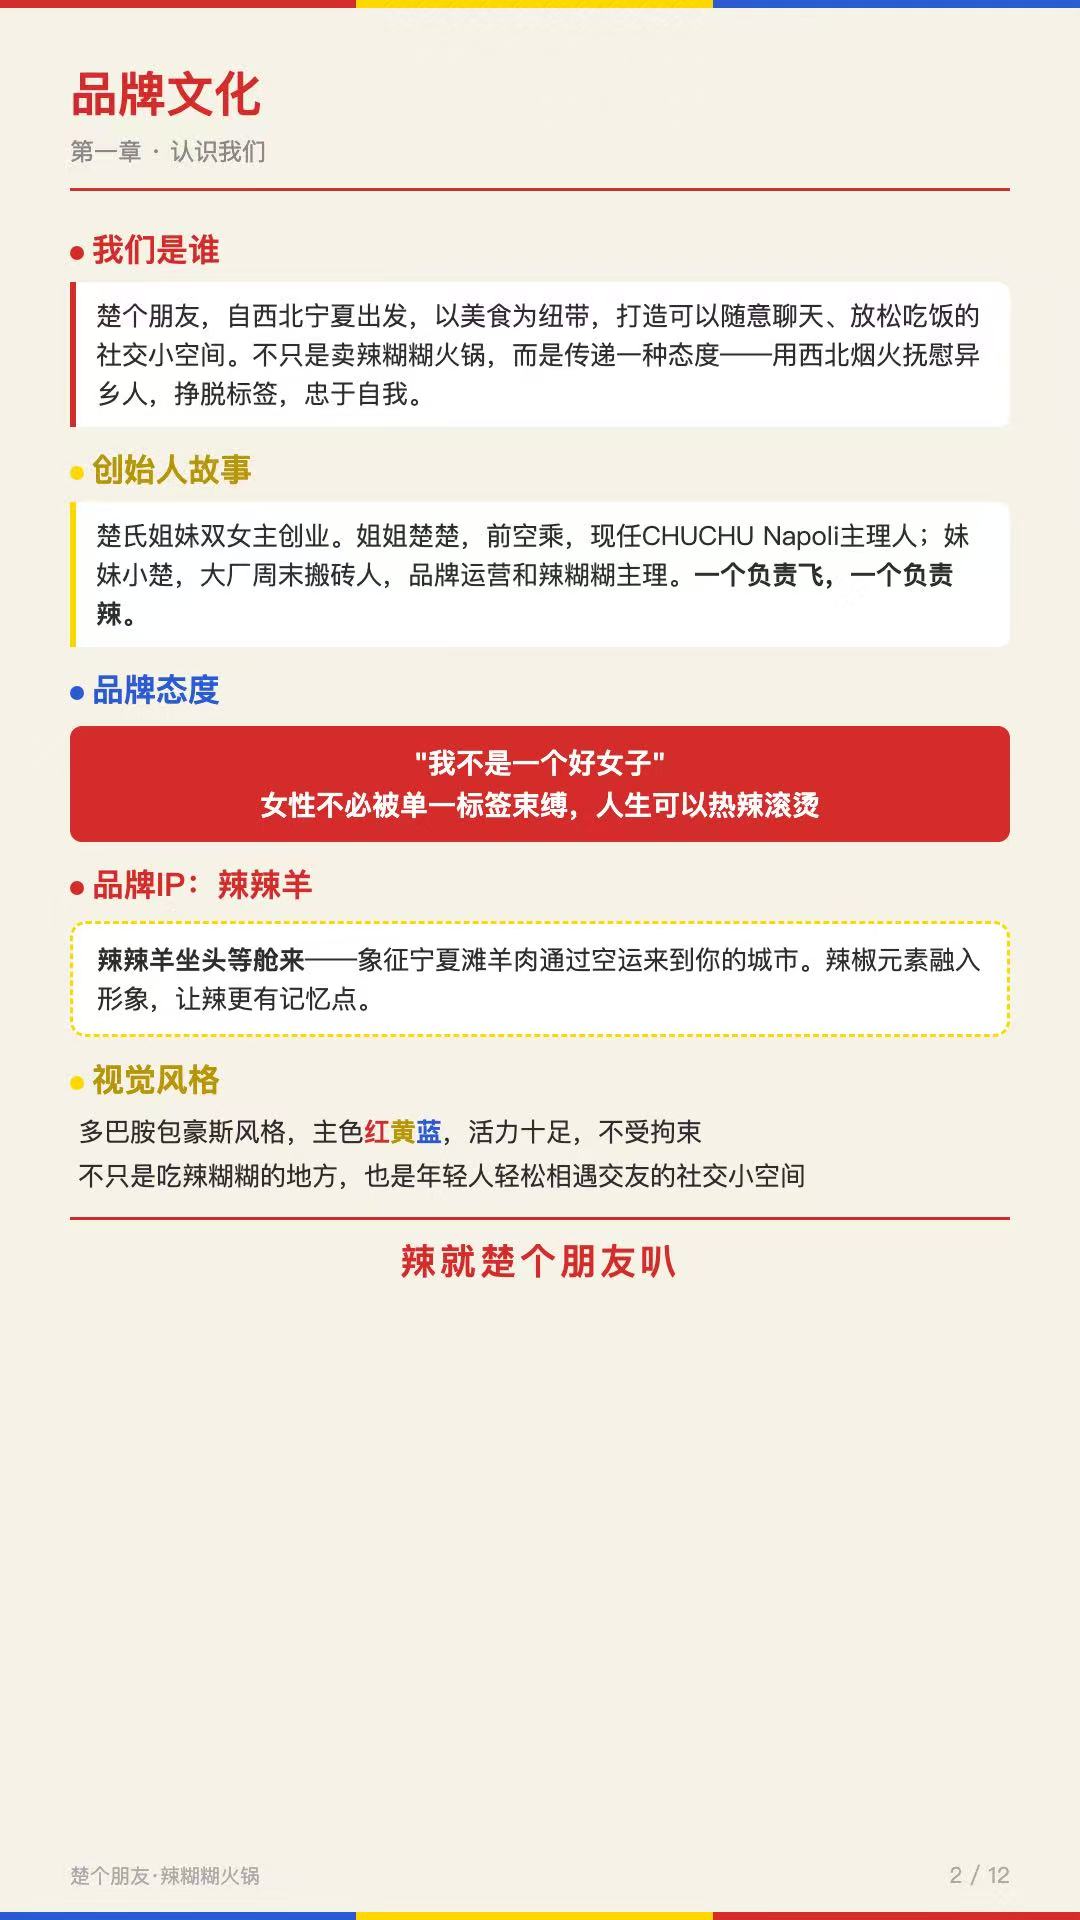 品牌文化
第一章 · 认识我们
我们是谁
楚个朋友，自西北宁夏出发，以美食为纽带，打造可以随意聊天、放松吃饭的
社交小空间。不只是卖辣糊糊火锅，而是传递一种态度——用西北烟火抚慰异
乡人，挣脱标签，忠于自我。
创始人故事
楚氏姐妹双女主创业。姐姐楚楚，前空乘，现任CHUCHU Napoli主理人；妹
妹小楚，大厂周末搬砖人，品牌运营和辣糊糊主理。一个负责飞，一个负责
辣。
品牌态度
"我不是一个好女子"
女性不必被单一标签束缚，人生可以热辣滚烫
品牌IP：辣辣羊
辣辣羊坐头等舱来——象征宁夏滩羊肉通过空运来到你的城市。辣椒元素融入
形象，让辣更有记忆点。
视觉风格
多巴胺包豪斯风格，主色红黄蓝，活力十足，不受拘束
不只是吃辣糊糊的地方，也是年轻人轻松相遇交友的社交小空间
辣就楚个朋友叭
楚个朋友·辣糊糊火锅
2 / 12